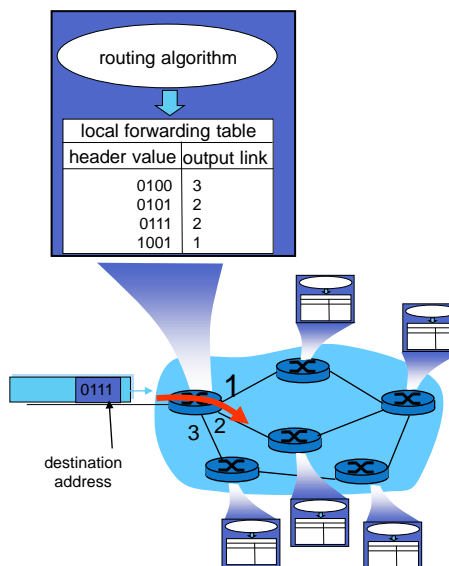 routing algorithm
local forwarding table
header value output link
0100 3
0101 2
0111 2
1001 1
0111
1
2
3
destination
address